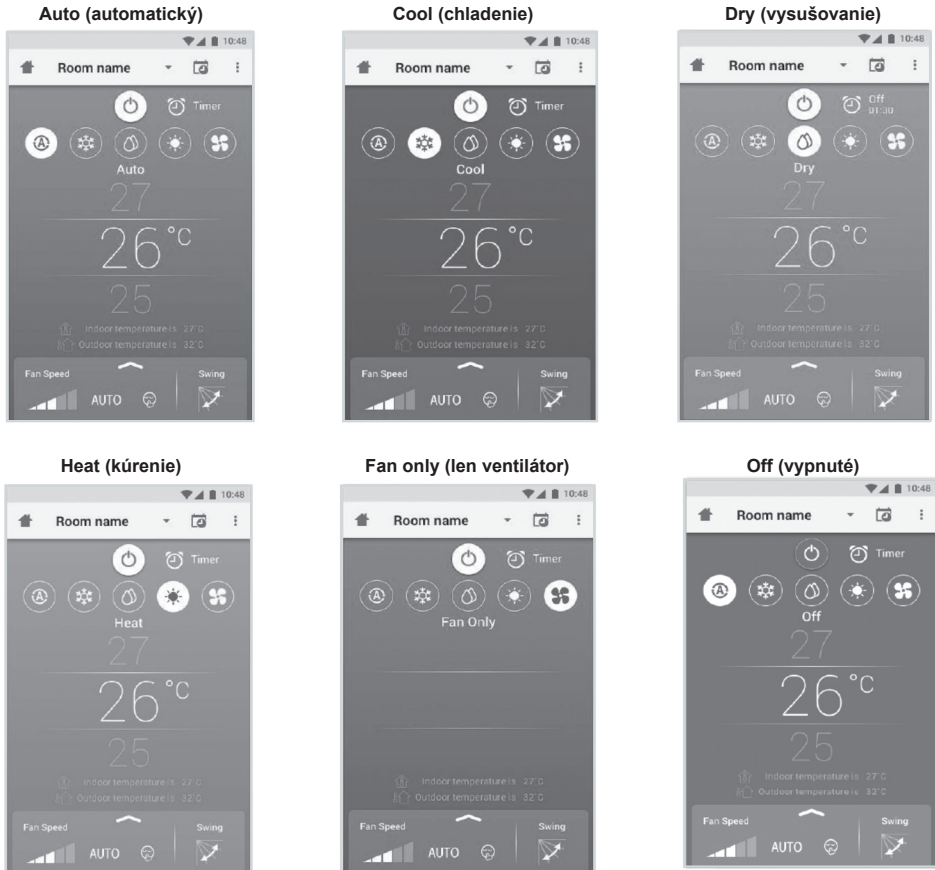 Auto (automatický)
10:48
Room name
Timer
Auto
27
26°C
25
Indoor temperature is 27°C
Outdoor temperature is 32°C
Fan Speed
Swing
AUTO
Cool (chladenie)
10:48
Room name
Timer
Cool
27
26°C
25
Indoor temperature is 27°C
Outdoor temperature is 32°C
Fan Speed
Swing
AUTO
Dry (vysušovanie)
10:48
Room name
Off
01:30
Dry
27
26°C
25
Indoor temperature is 27°C
Outdoor temperature is 32°C
Fan Speed
Swing
AUTO
Heat (kúrenie)
10:48
Room name
Timer
Heat
27
26°C
25
Indoor temperature is 27°C
Outdoor temperature is 32°C
Fan Speed
Swing
AUTO
Fan only (len ventilátor)
10:48
Room name
Timer
Fan Only
Indoor temperature is 27°C
Outdoor temperature is 32°C
Fan Speed
Swing
AUTO
Off (vypnuté)
10:48
Room name
Timer
Off
27
26°C
25
Indoor temperature is 27°C
Outdoor temperature is 32°C
Fan Speed
Swing
AUTO